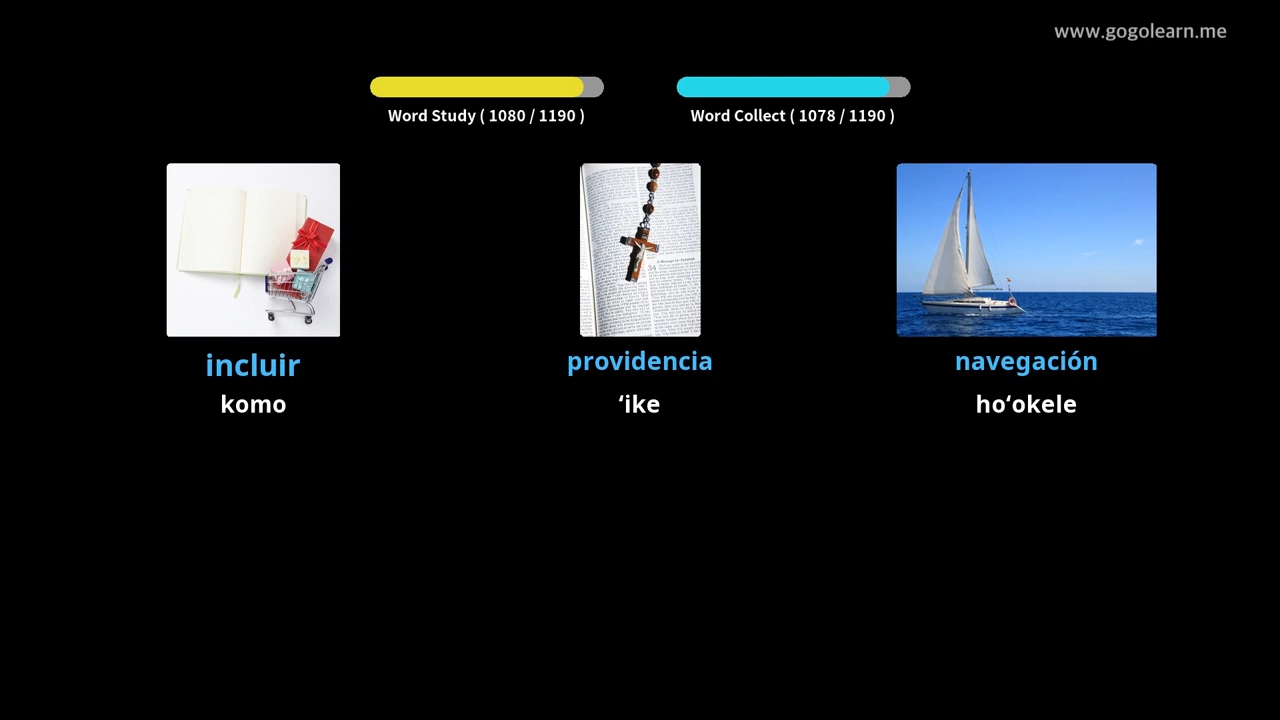 www.gogolearn.me
Word Study ( 1080 / 1190 )
Word Collect ( 1078 / 1190 )
incluir
providencia
navegación
komo
ʻike
hoʻokele